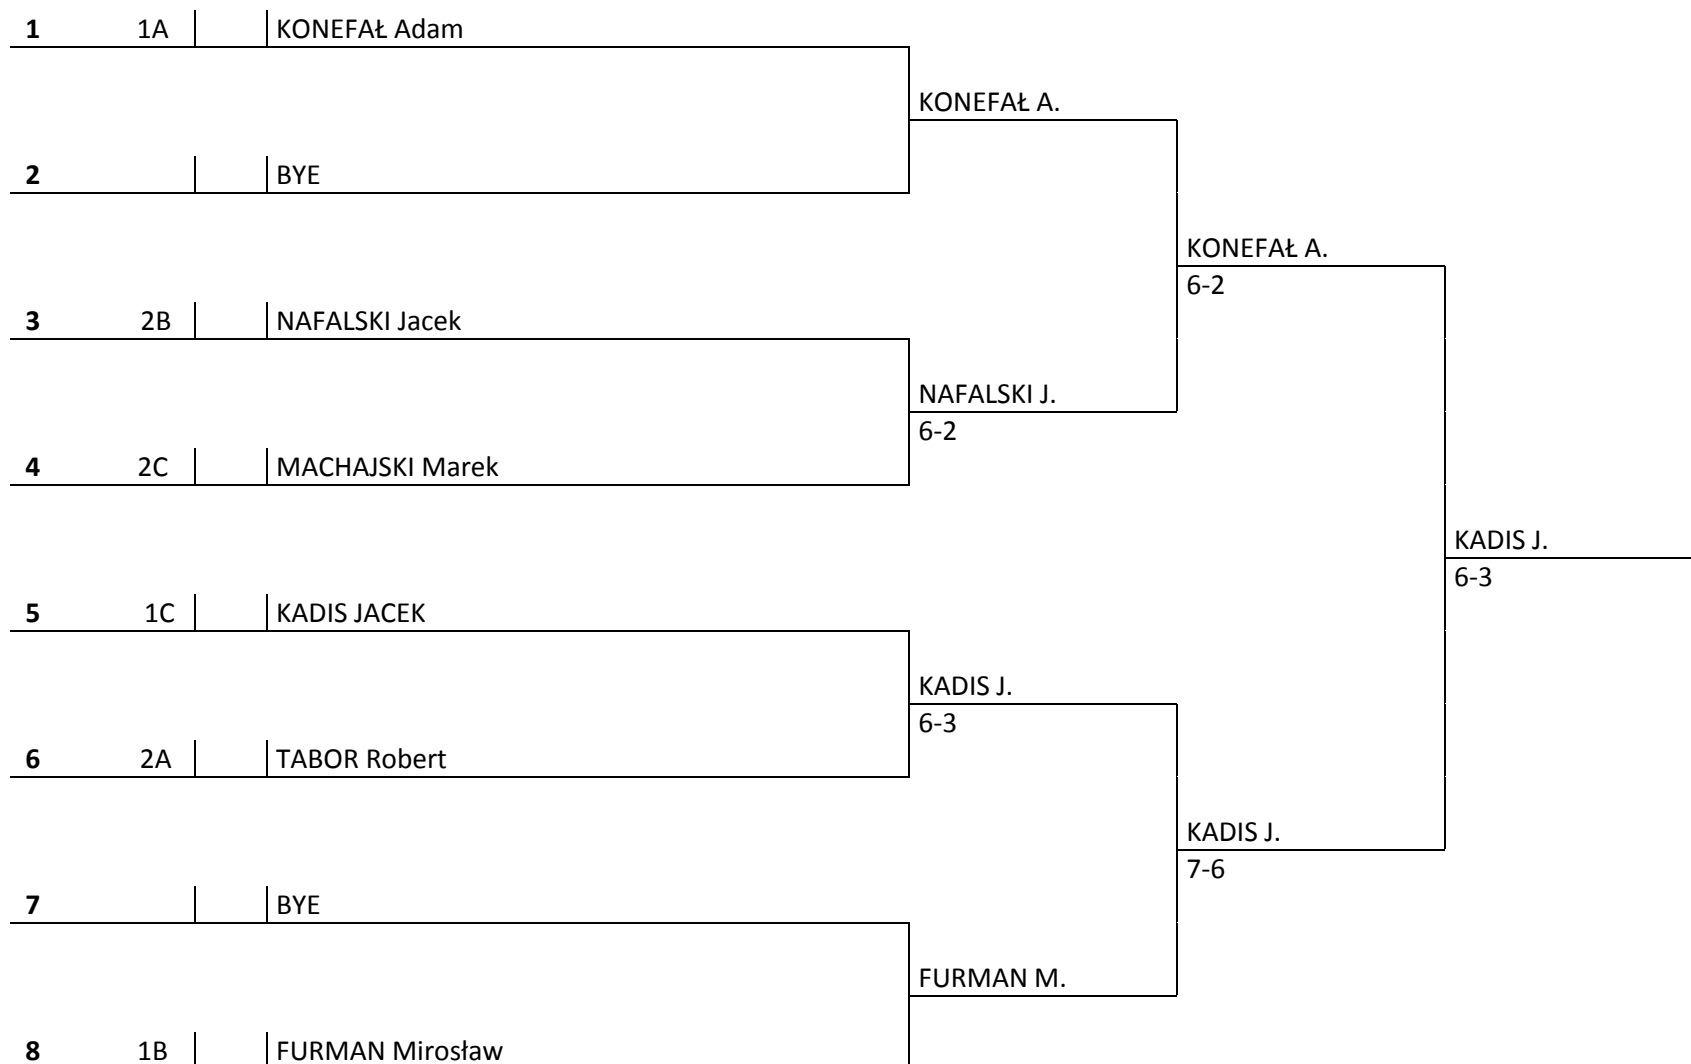 1 1A KONEFAŁ Adam
KONEFAŁ A.
2 BYE
KONEFAŁ A.
6-2
3 2B NAFALSKI Jacek
NAFALSKI J.
6-2
4 2C MACHAJSKI Marek
KADIS J.
6-3
5 1C KADIS JACEK
KADIS J.
6-3
6 2A TABOR Robert
KADIS J.
7-6
7 BYE
FURMAN M.
8 1B FURMAN Mirosław